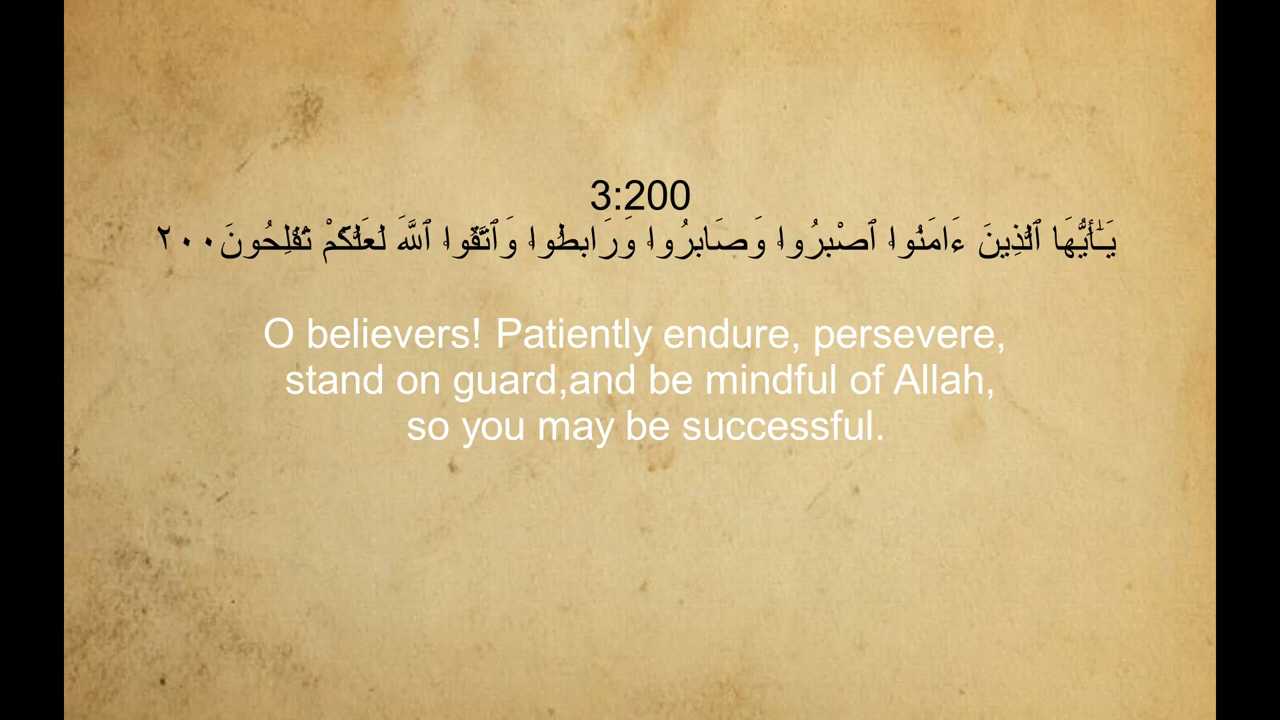 3:200
يَـٰٓأَيُّهَا ٱلَّذِينَ ءَامَنُوا۟ ٱصْبِرُوا۟ وَصَابِرُوا۟ وَرَابِطُوا۟ وَٱتَّقُوا۟ ٱللَّهَ لَعَلَّكُمْ تُفْلِحُونَ٢٠٠
O believers! Patiently endure, persevere,
stand on guard,and be mindful of Allah,
so you may be successful.